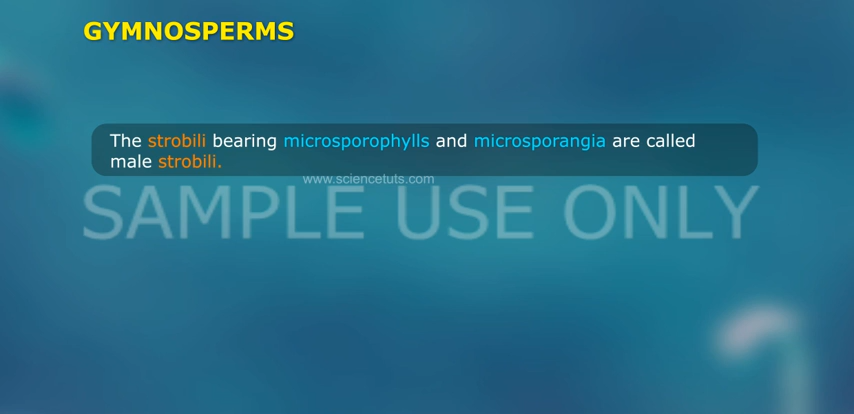 GYMNOSPERMS
The strobili bearing microsporophylls and microsporangia are called
male strobili.
www.sciencetuts.com
SAMPLE USE ONLY